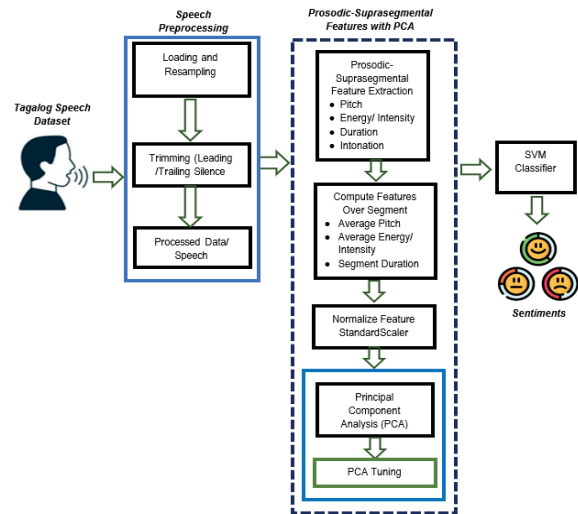 Tagalog Speech
Dataset
Speech
Preprocessing
Loading and
Resampling
Trimming (Leading
/Trailing Silence
Processed Data/
Speech
Prosodic-Suprasegmental
Features with PCA
Prosodic-
Suprasegmental
Feature Extraction
• Pitch
• Energy/ Intensity
• Duration
• Intonation
Compute Features
Over Segment
• Average Pitch
• Average Energy/
Intensity
• Segment Duration
Normalize Feature
StandardScaler
Principal
Component
Analysis (PCA)
PCA Tuning
SVM
Classifier
Sentiments